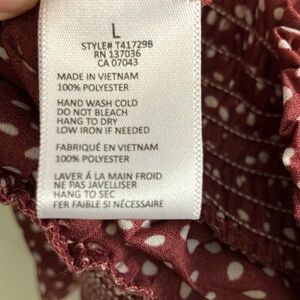 L
STYLE# T41729B
RN 137036
CA 07043
MADE IN VIETNAM
100% POLYESTER
HAND WASH COLD
DO NOT BLEACH
HANG TO DRY
LOW IRON IF NEEDED
FABRIQUÉ EN VIETNAM
100% POLYESTER
LAVER Á LA MAIN FROID
NE PAS JAVELLISER
HANG TO SEC
FER FAIBLE SI NÉCESSAIRE